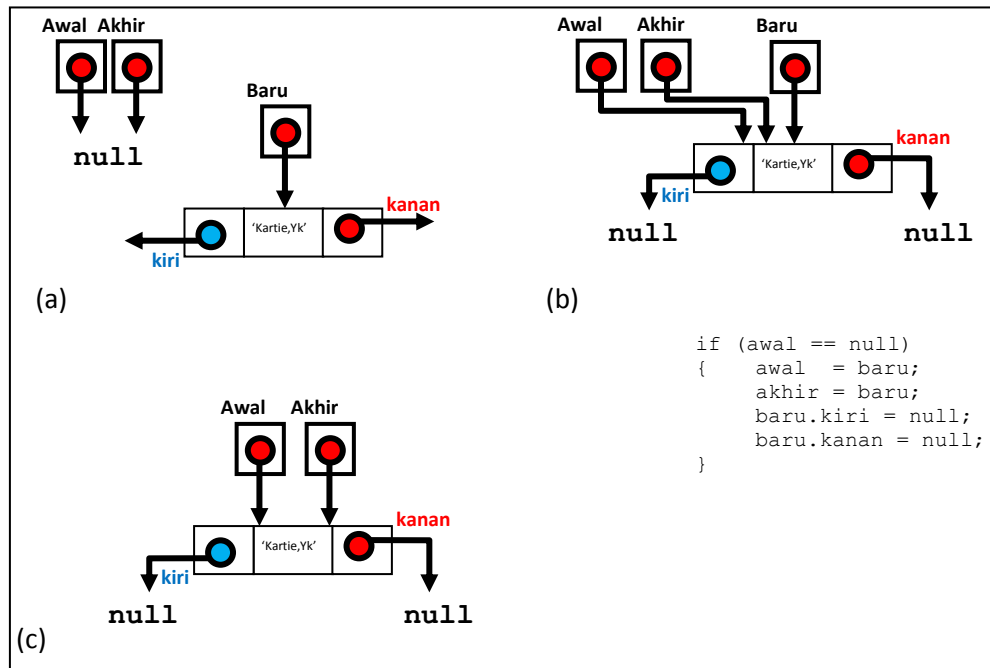 Awal Akhir
null
Baru
'Kartie,Yk'
kanan
kiri
(a)
Awal Akhir Baru
kanan
'Kartie,Yk'
kiri
null null
(b)
if (awal == null)
{    awal  = baru;
     akhir = baru;
     baru.kiri = null;
     baru.kanan = null;
}
Awal Akhir
kanan
'Kartie,Yk'
kiri
null null
(c)